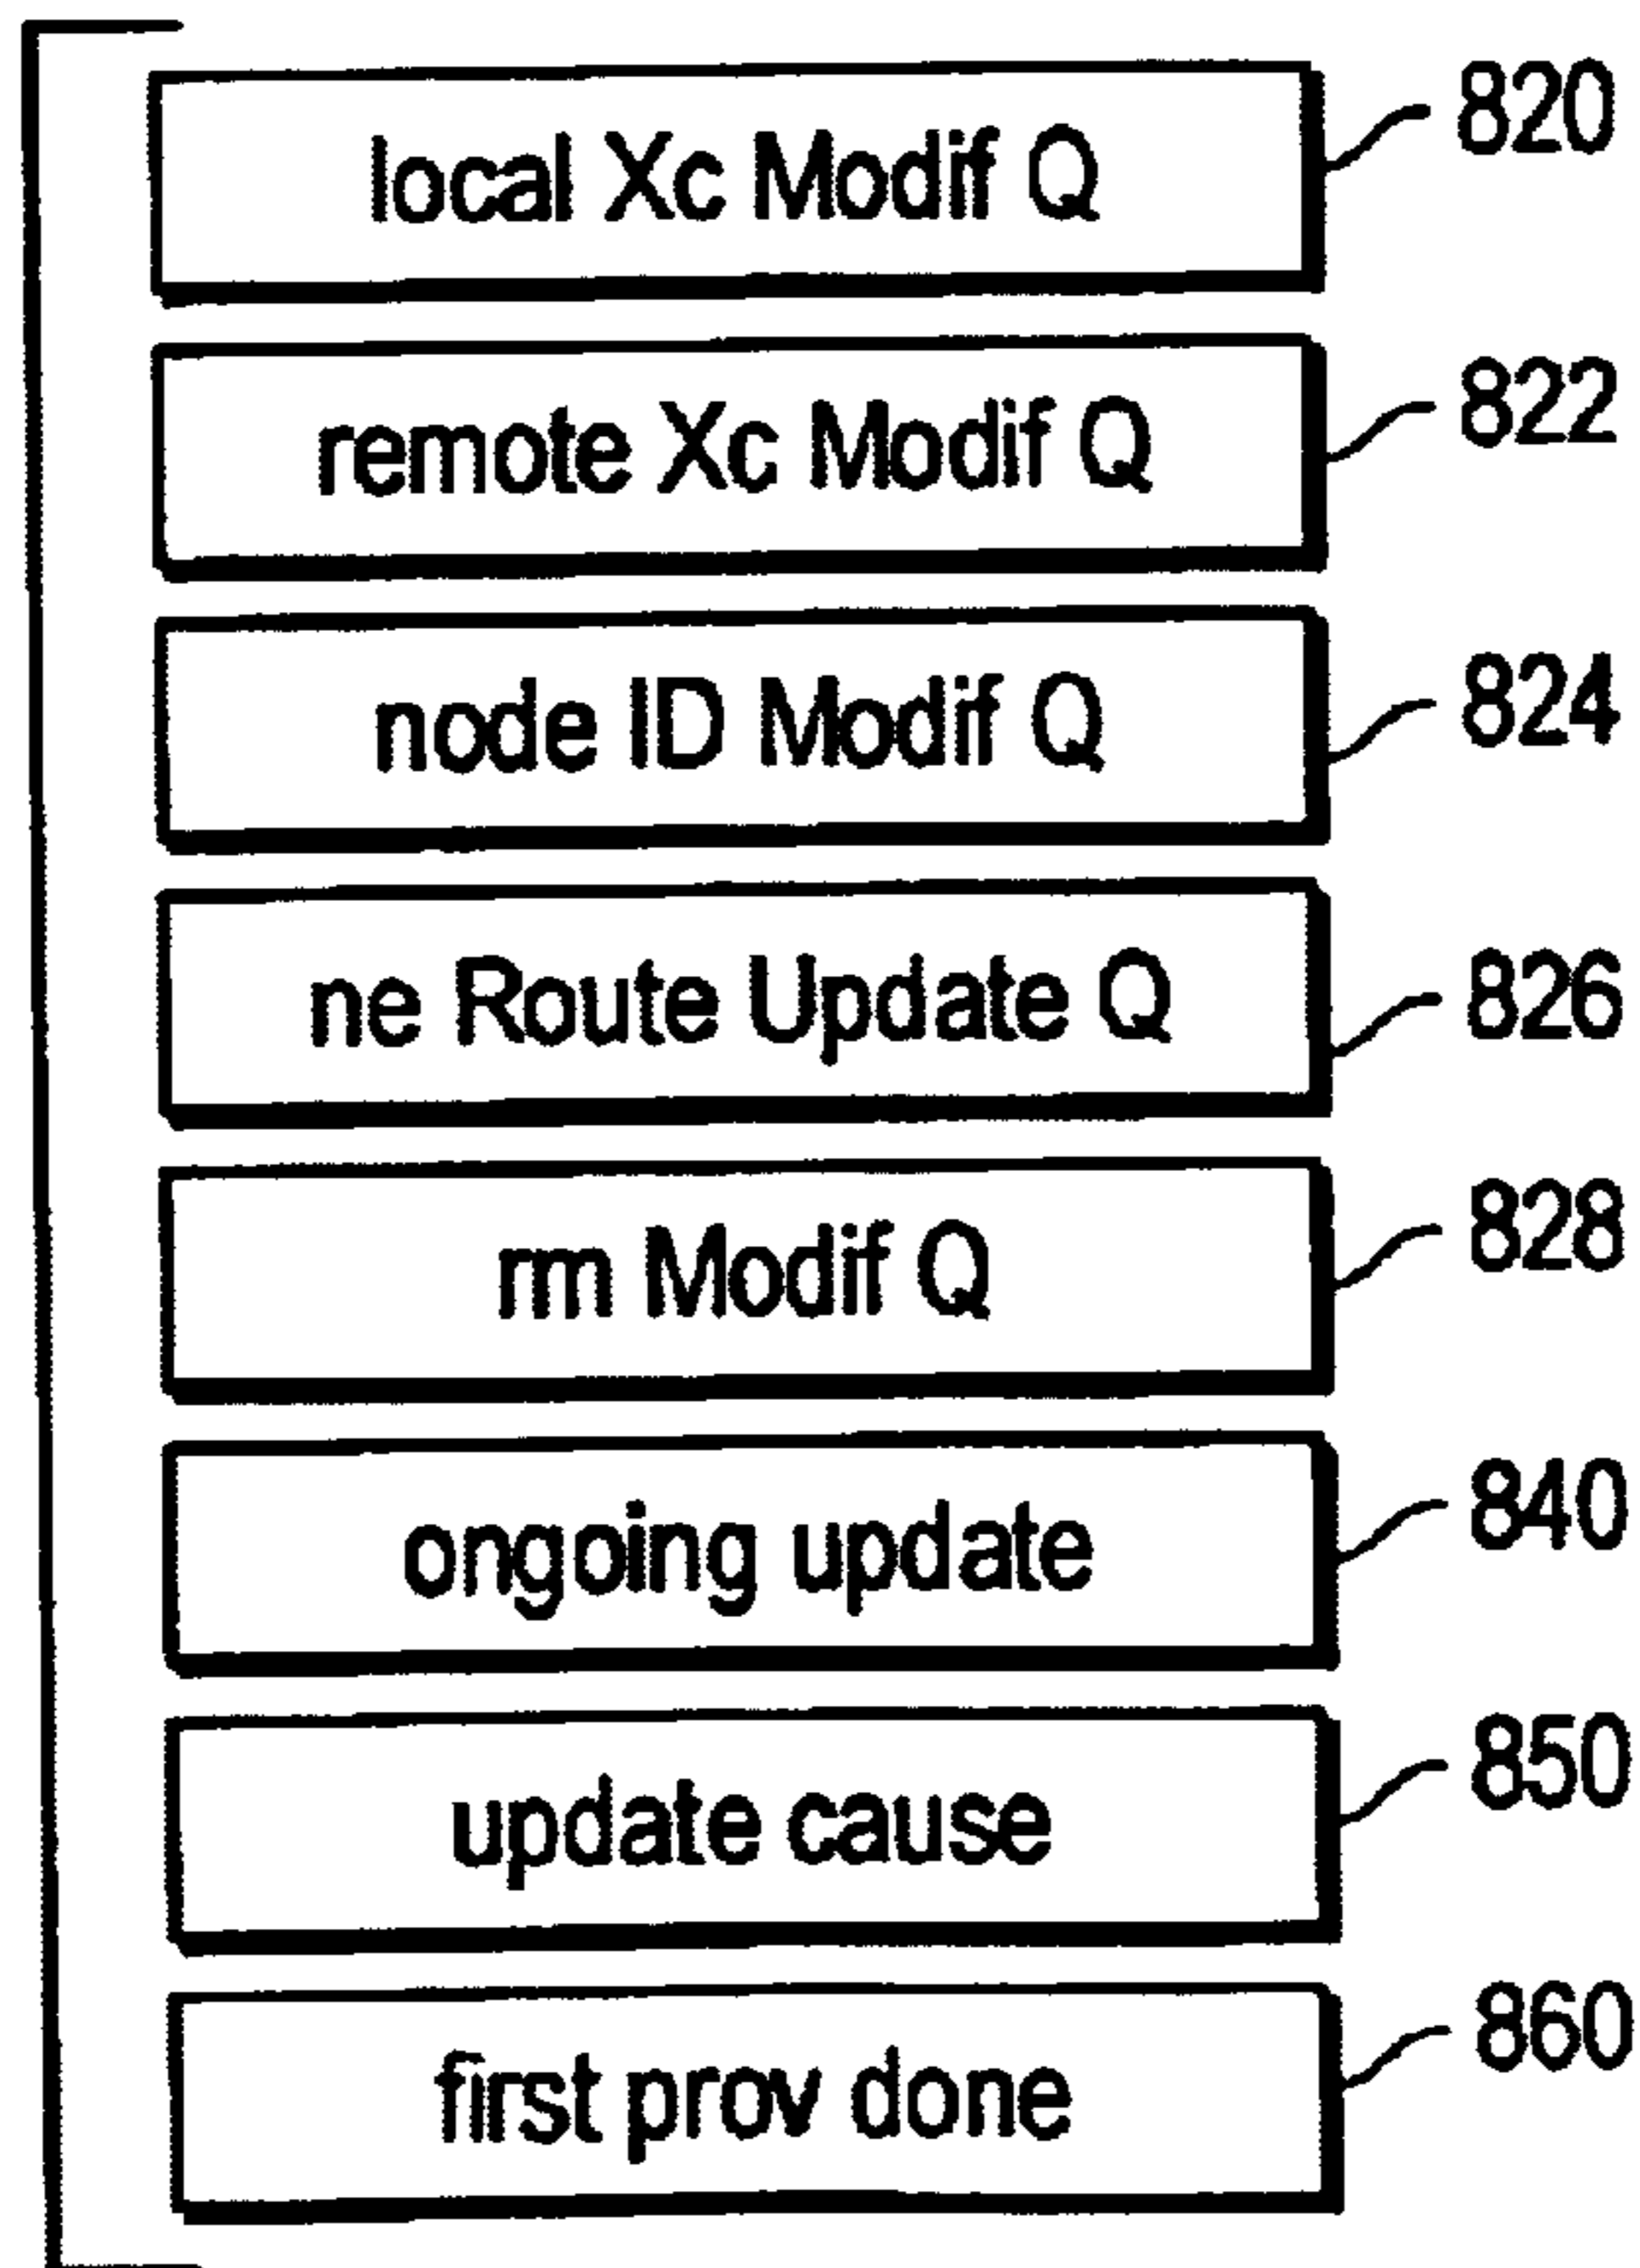 local Xc Modif Q 820
remote Xc Modif Q 822
node ID Modif Q 824
ne Route Update Q 826
rm Modif Q 828
ongoing update 840
update cause 850
first prov done 860